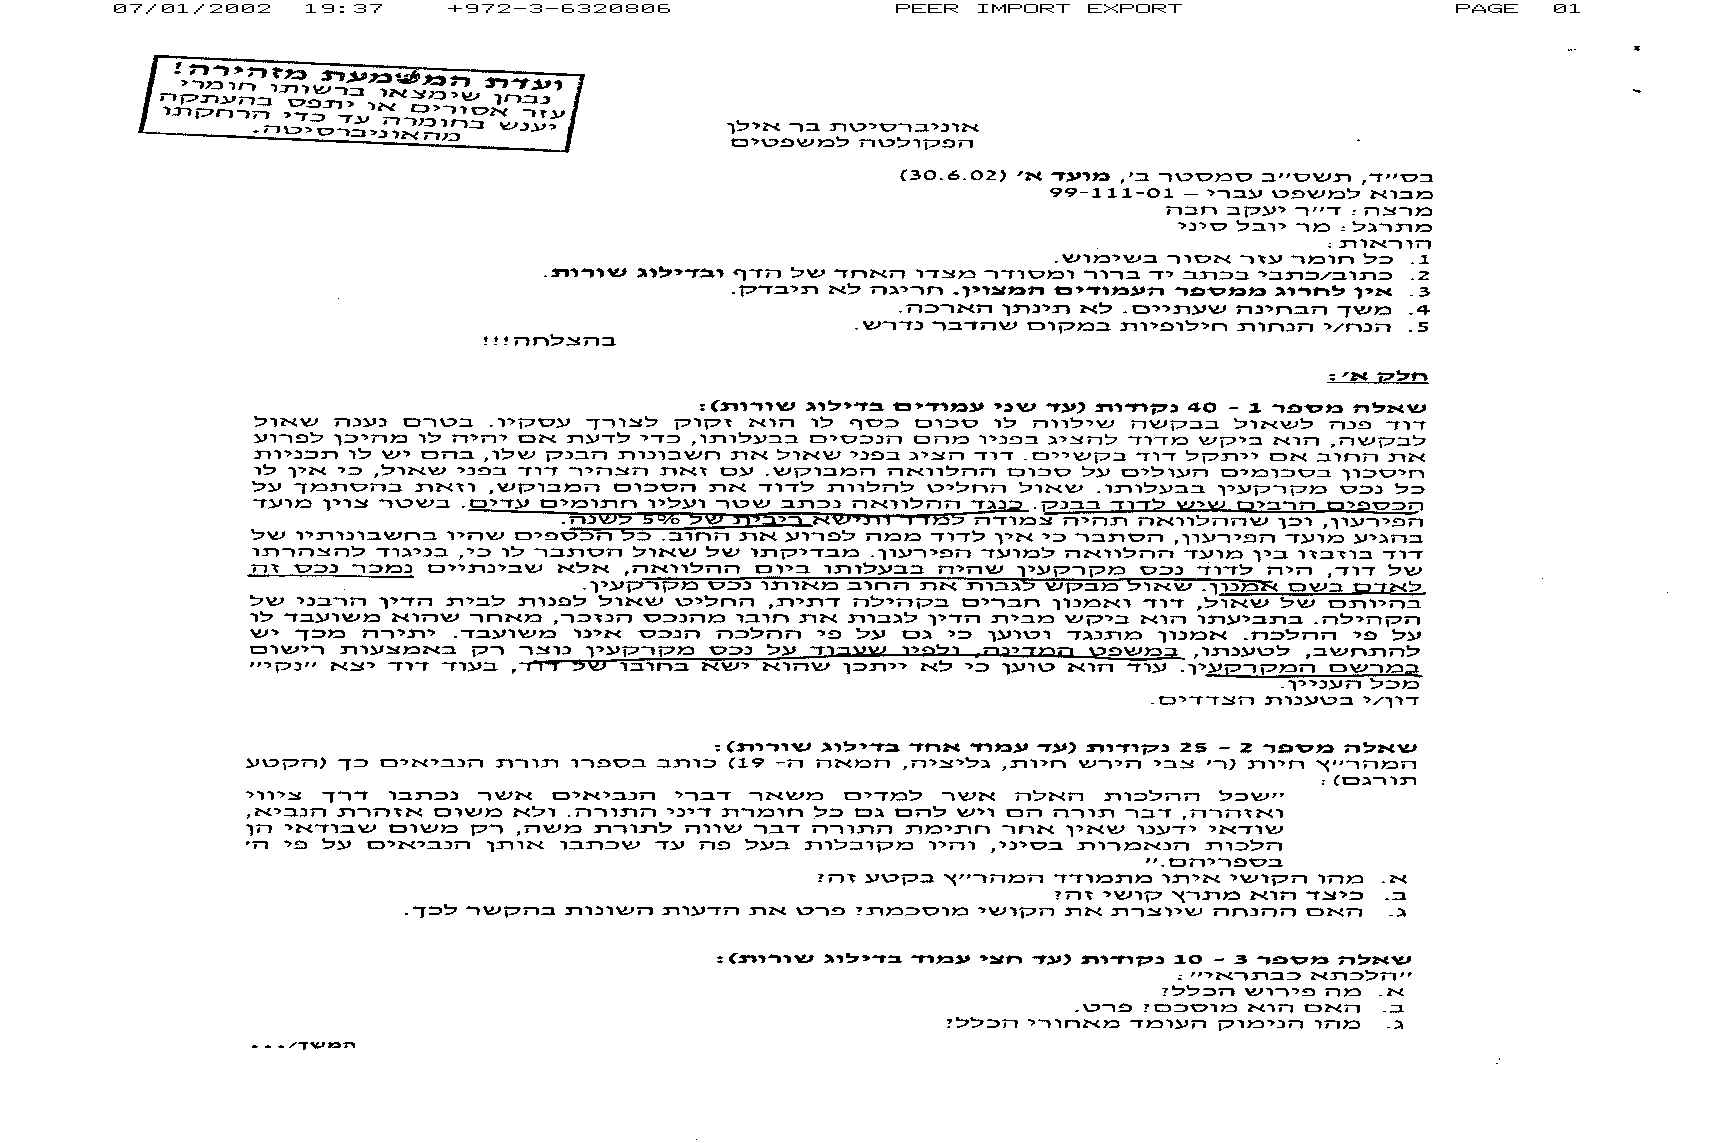 07/01/2002 19:37 +972-3-6320806 PEER IMPORT EXPORT PAGE 01
ועדת המשמעת מזהירה!
נבחן שימצאו ברשותו חומרי
עזר אסורים או יתפס בהעתקה
יענש בחומרה עד כדי הרחקתו
מהאוניברסיטה.
אוניברסיטת בר אילן
הפקולטה למשפטים
בס״ד, תשס״ב סמסטר ב׳, מועד א׳ (30.6.02)
מבוא למשפט עברי – 99-111-01
מרצה: ד״ר יעקב חבה
מתרגל: מר יובל סיני
הוראות:
1. כל חומר עזר אסור בשימוש.
2. כתוב/כתבי בכתב יד ברור ומסודר מצדו האחד של הדף ובדילוג שורות.
3. אין לחרוג ממספר העמודים המצוין. חריגה לא תיבדק.
4. משך הבחינה שעתיים. לא תינתן הארכה.
5. הנח/י הנחות חילופיות במקום שהדבר נדרש.
בהצלחה!!!
חלק א׳:
שאלה מספר 1 - 40 נקודות (עד שני עמודים בדילוג שורות):
דוד פנה לשאול בבקשה שילווה לו סכום כסף לו הוא זקוק לצורך עסקיו. בטרם נענה שאול
לבקשה, הוא ביקש מדוד להציג בפניו מהם הנכסים בבעלותו, כדי לדעת אם יהיה לו מהיכן לפרוע
את החוב אם ייתקל דוד בקשיים. דוד הציג בפני שאול את חשבונות הבנק שלו, בהם יש לו תכניות
חיסכון בסכומים העולים על סכום ההלוואה המבוקש. עם זאת הצהיר דוד בפני שאול, כי אין לו
כל נכס מקרקעין בבעלותו. שאול החליט להלוות לדוד את הסכום המבוקש, וזאת בהסתמך על
הכספים הרבים שיש לדוד בבנק. כנגד ההלוואה נכתב שטר ועליו חתומים עדים. בשטר צוין מועד
הפירעון, וכן שההלוואה תהיה צמודה למדד ותישא ריבית של 5% לשנה.
בהגיע מועד הפירעון, הסתבר כי אין לדוד ממה לפרוע את החוב. כל הכספים שהיו בחשבונותיו של
דוד בוזבזו בין מועד ההלוואה למועד הפירעון. מבדיקתו של שאול הסתבר לו כי, בניגוד להצהרתו
של דוד, היה לדוד נכס מקרקעין שהיה בבעלותו ביום ההלוואה, אלא שבינתיים נמכר נכס זה
לאדם בשם אמנון. שאול מבקש לגבות את החוב מאותו נכס מקרקעין.
בהיותם של שאול, דוד ואמנון חברים בקהילה דתית, החליט שאול לפנות לבית הדין הרבני של
הקהילה. בתביעתו הוא ביקש מבית הדין לגבות את חובו מהנכס הנזכר, מאחר שהוא משועבד לו
על פי ההלכה. אמנון מתנגד וטוען כי גם על פי ההלכה הנכס אינו משועבד. יתירה מכך יש
להתחשב, לטענתו, במשפט המדינה, ולפיו שעבוד על נכס מקרקעין נוצר רק באמצעות רישום
במרשם המקרקעין. עוד הוא טוען כי לא ייתכן שהוא ישא בחובו של דוד, בעוד דוד יצא ״נקי״
מכל העניין.
דון/י בטענות הצדדים.
שאלה מספר 2 - 25 נקודות (עד עמוד אחד בדילוג שורות):
המהר״ץ חיות (ר׳ צבי הירש חיות, גליציה, המאה ה- 19) כותב בספרו תורת הנביאים כך (הקטע
תורגם):
״שכל ההלכות האלה אשר למדים משאר דברי הנביאים אשר נכתבו דרך ציווי
ואזהרה, דבר תורה הם ויש להם גם כל חומרת דיני התורה. ולא משום אזהרת הנביא,
שודאי ידענו שאין אחר חתימת התורה דבר שווה לתורת משה, רק משום שבודאי הן
הלכות הנאמרות בסיני, והיו מקובלות בעל פה עד שכתבו אותן הנביאים על פי ה׳
בספריהם.״
א. מהו הקושי איתו מתמודד המהר״ץ בקטע זה?
ב. כיצד הוא מתרץ קושי זה?
ג. האם ההנחה שיוצרת את הקושי מוסכמת? פרט את הדעות השונות בהקשר לכך.
שאלה מספר 3 - 10 נקודות (עד חצי עמוד בדילוג שורות):
״הלכתא כבתראי״:
א. מה פירוש הכלל?
ב. האם הוא מוסכם? פרט.
ג. מהו הנימוק העומד מאחורי הכלל?
המשך/...